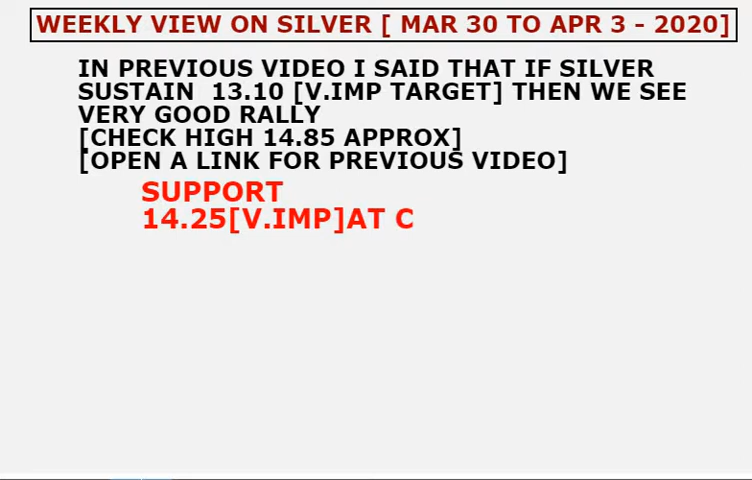 WEEKLY VIEW ON SILVER [ MAR 30 TO APR 3 - 2020]
IN PREVIOUS VIDEO I SAID THAT IF SILVER
SUSTAIN 13.10 [V.IMP TARGET] THEN WE SEE
VERY GOOD RALLY
[CHECK HIGH 14.85 APPROX]
[OPEN A LINK FOR PREVIOUS VIDEO]
SUPPORT
14.25[V.IMP]AT C